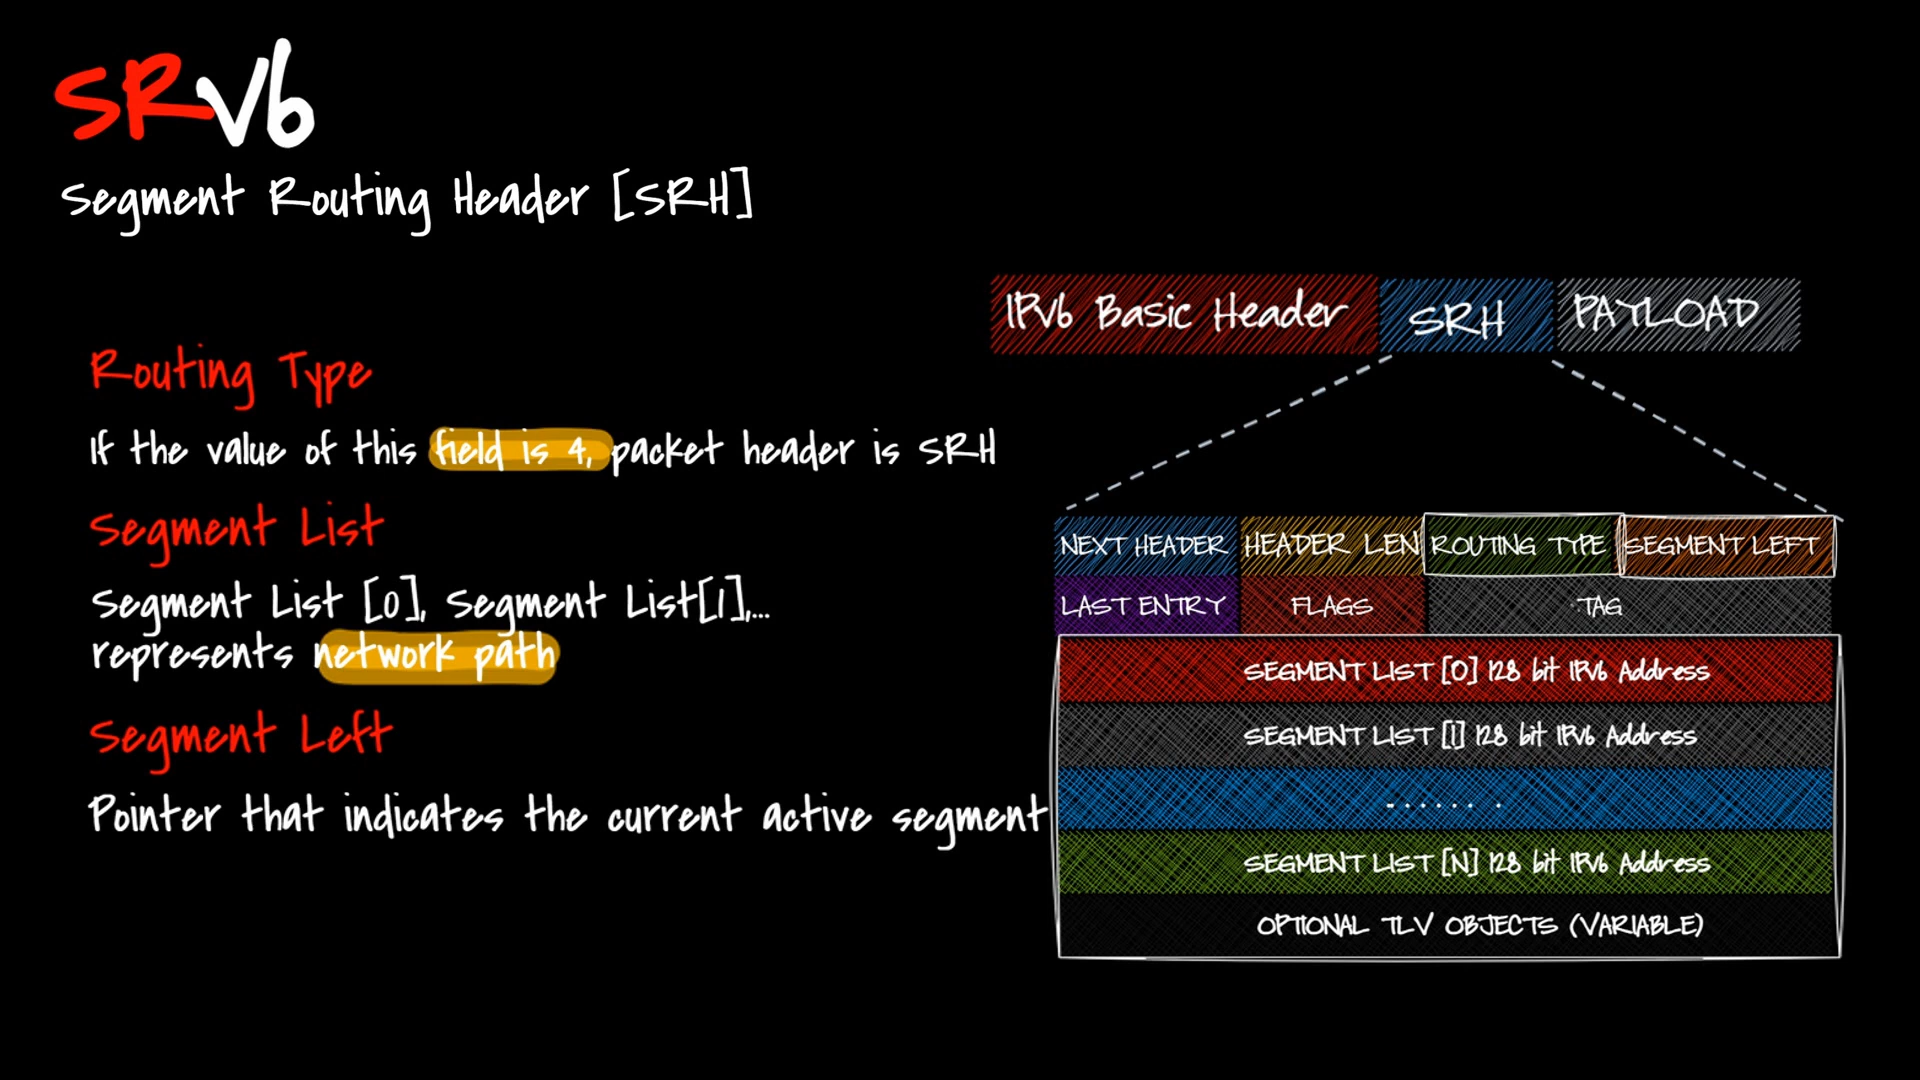 SRv6
Segment Routing Header [SRH]
Routing Type
If the value of this field is 4, packet header is SRH
Segment List
Segment List [0], Segment List[1],...
represents network path
Segment Left
Pointer that indicates the current active segment
IPv6 Basic Header SRH PAYLOAD
NEXT HEADER HEADER LEN ROUTING TYPE SEGMENT LEFT
LAST ENTRY FLAGS TAG
SEGMENT LIST [0] 128 bit IPv6 Address
SEGMENT LIST [1] 128 bit IPv6 Address
. . . . . . .
SEGMENT LIST [N] 128 bit IPv6 Address
OPTIONAL TLV OBJECTS (VARIABLE)